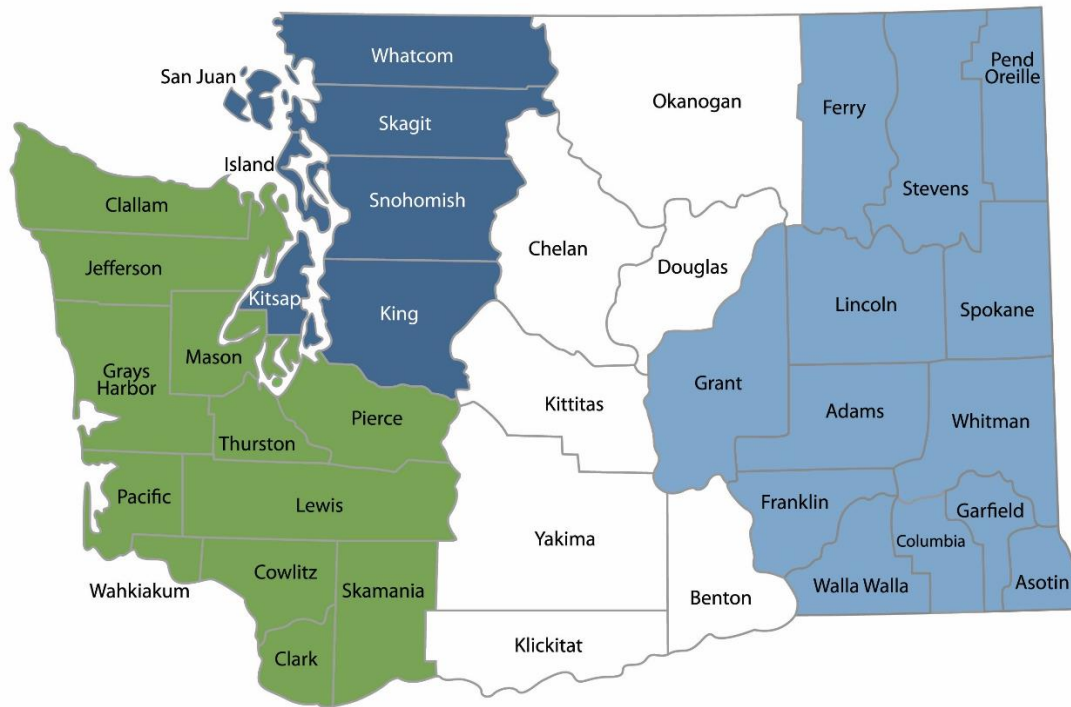 Whatcom
San Juan
Pend
Oreille
Okanogan
Ferry
Skagit
Island
Stevens
Snohomish
Clallam
Chelan
Jefferson
Douglas
Kitsap
Lincoln
Spokane
King
Mason
Grays
Harbor
Grant
Kittitas
Adams
Pierce
Whitman
Thurston
Pacific
Franklin
Lewis
Garfield
Yakima
Columbia
Cowlitz
Wahkiakum
Skamania
Walla Walla
Asotin
Benton
Klickitat
Clark